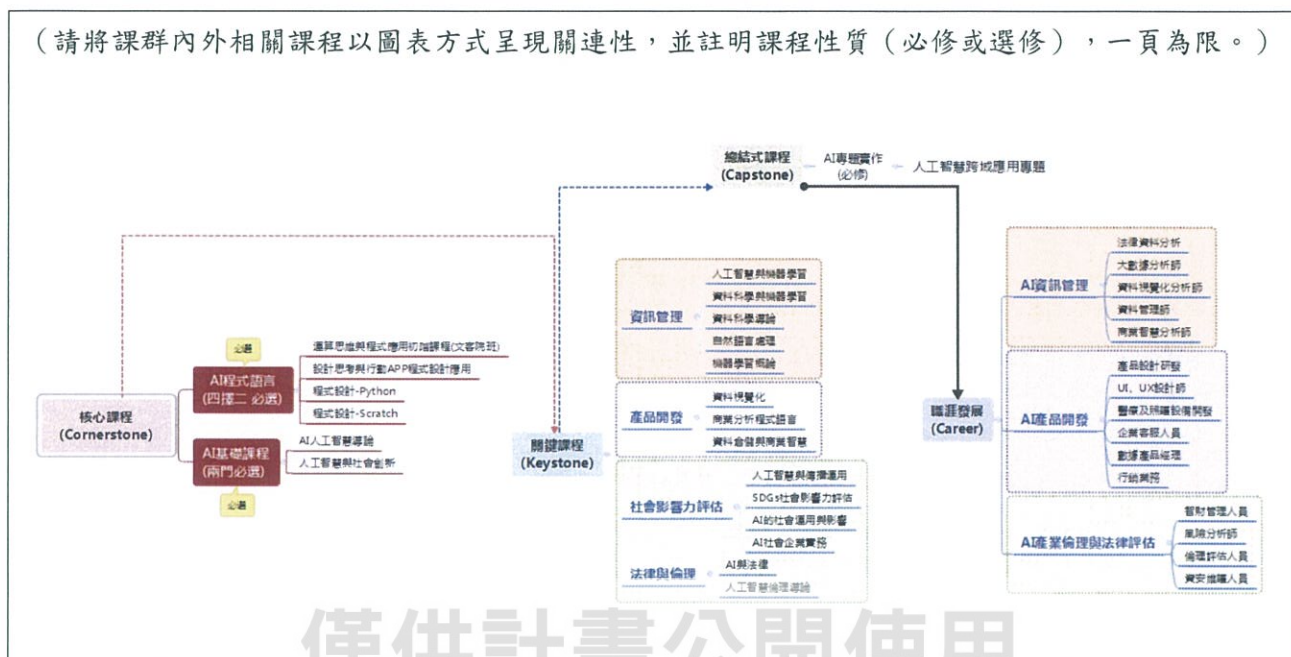 （請將課群內外相關課程以圖表方式呈現關連性，並註明課程性質（必修或選修），一頁為限。）
總結式課程
(Capstone)
AI專題實作
(必修)
人工智慧跨域應用專題
核心課程
(Cornerstone)
必選
AI程式語言
(四擇二 必選)
運算思維與程式應用初階課程(文客院班)
設計思考與行動APP程式設計應用
程式設計-Python
程式設計-Scratch
AI基礎課程
(兩門必選)
必選
AI人工智慧導論
人工智慧與社會創新
關鍵課程
(Keystone)
資訊管理
人工智慧與機器學習
資料科學與機器學習
資料科學導論
自然語言處理
機器學習概論
產品開發
資料視覺化
商業分析程式語言
資料倉儲與商業智慧
社會影響力評估
人工智慧與傳播運用
SDGs社會影響力評估
AI的社會運用與影響
AI社會企業實務
法律與倫理
AI與法律
人工智慧倫理導論
職涯發展
(Career)
AI資訊管理
法律資料分析
大數據分析師
資料視覺化分析師
資料管理師
商業智慧分析師
AI產品開發
產品設計研發
UI、UX設計師
醫療及照護設備開發
企業客服人員
數據產品經理
行銷業務
AI產業倫理與法律評估
智財管理人員
風險分析師
倫理評估人員
資安維護人員
僅供計畫公開使用